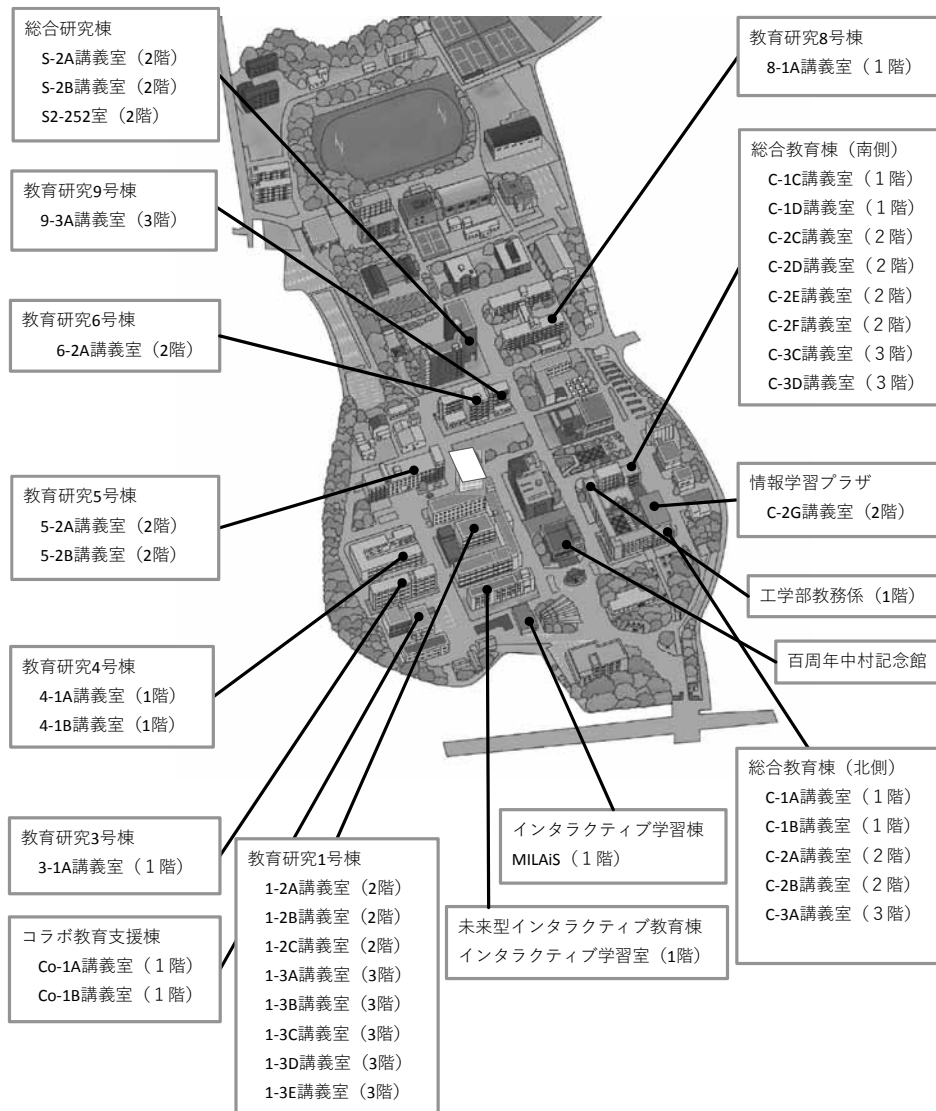 総合研究棟
S-2A講義室（2階）
S-2B講義室（2階）
S2-252室（2階）
教育研究9号棟
9-3A講義室（3階）
教育研究6号棟
6-2A講義室（2階）
教育研究5号棟
5-2A講義室（2階）
5-2B講義室（2階）
教育研究4号棟
4-1A講義室（1階）
4-1B講義室（1階）
教育研究3号棟
3-1A講義室（１階）
コラボ教育支援棟
Co-1A講義室（１階）
Co-1B講義室（１階）
教育研究1号棟
1-2A講義室（2階）
1-2B講義室（2階）
1-2C講義室（2階）
1-3A講義室（3階）
1-3B講義室（3階）
1-3C講義室（3階）
1-3D講義室（3階）
1-3E講義室（3階）
インタラクティブ学習棟
MILAiS（１階）
未来型インタラクティブ教育棟
インタラクティブ学習室（1階）
教育研究8号棟
8-1A講義室（１階）
総合教育棟（南側）
C-1C講義室（１階）
C-1D講義室（１階）
C-2C講義室（２階）
C-2D講義室（２階）
C-2E講義室（２階）
C-2F講義室（２階）
C-3C講義室（３階）
C-3D講義室（３階）
情報学習プラザ
C-2G講義室（2階）
工学部教務係（1階）
百周年中村記念館
総合教育棟（北側）
C-1A講義室（１階）
C-1B講義室（１階）
C-2A講義室（２階）
C-2B講義室（２階）
C-3A講義室（３階）